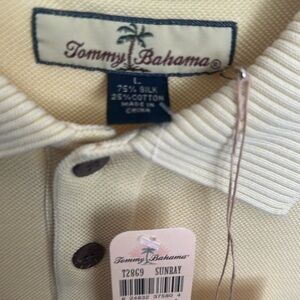 Tommy Bahama®
L
75% SILK
25% COTTON
MADE IN
CHINA
Tommy Bahama®
T2869 SUNRAY